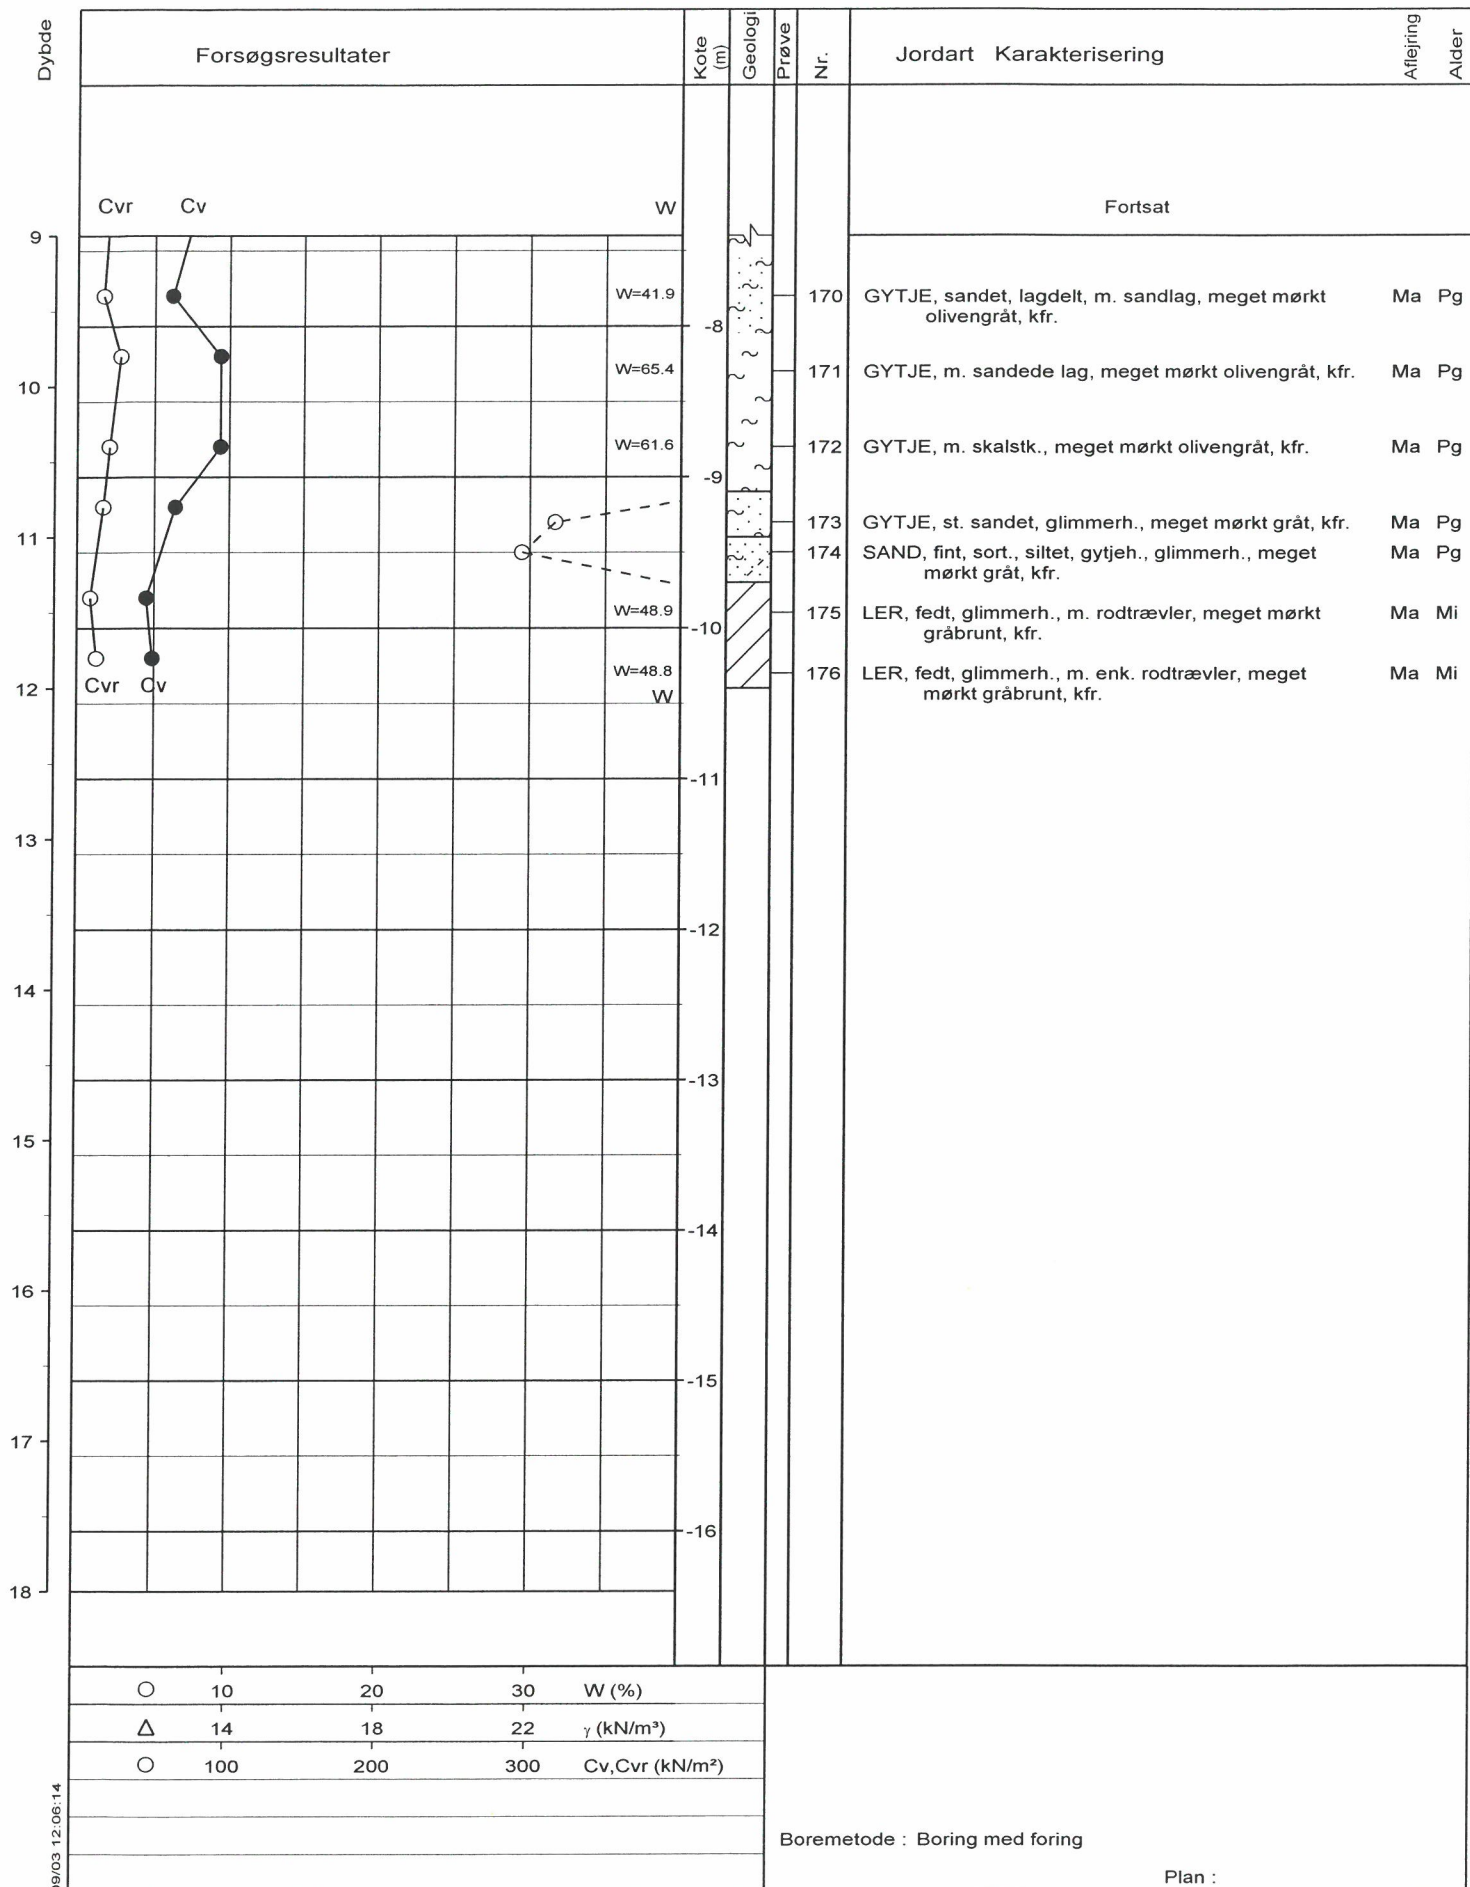 Dybde
Forsøgsresultater
Kote (m)
Geologi
Prøve
Nr.
Jordart Karakterisering
Aflejring
Alder
Cvr Cv W
Fortsat
9
W=41.9
170 GYTJE, sandet, lagdelt, m. sandlag, meget mørkt Ma Pg
olivengråt, kfr.
-8
W=65.4
171 GYTJE, m. sandede lag, meget mørkt olivengråt, kfr. Ma Pg
10
W=61.6
172 GYTJE, m. skalstk., meget mørkt olivengråt, kfr. Ma Pg
-9
173 GYTJE, st. sandet, glimmerh., meget mørkt gråt, kfr. Ma Pg
11
174 SAND, fint, sort., siltet, gytjeh., glimmerh., meget Ma Pg
mørkt gråt, kfr.
W=48.9
175 LER, fedt, glimmerh., m. rodtrævler, meget mørkt Ma Mi
gråbrunt, kfr.
-10
W=48.8
176 LER, fedt, glimmerh., m. enk. rodtrævler, meget Ma Mi
mørkt gråbrunt, kfr.
Cvr Cv W
12
-11
13
-12
14
-13
15
-14
16
-15
17
-16
18
10 20 30 W (%)
14 18 22 γ (kN/m³)
100 200 300 Cv,Cvr (kN/m²)
09/03 12:06:14
Boremetode : Boring med foring
Plan :